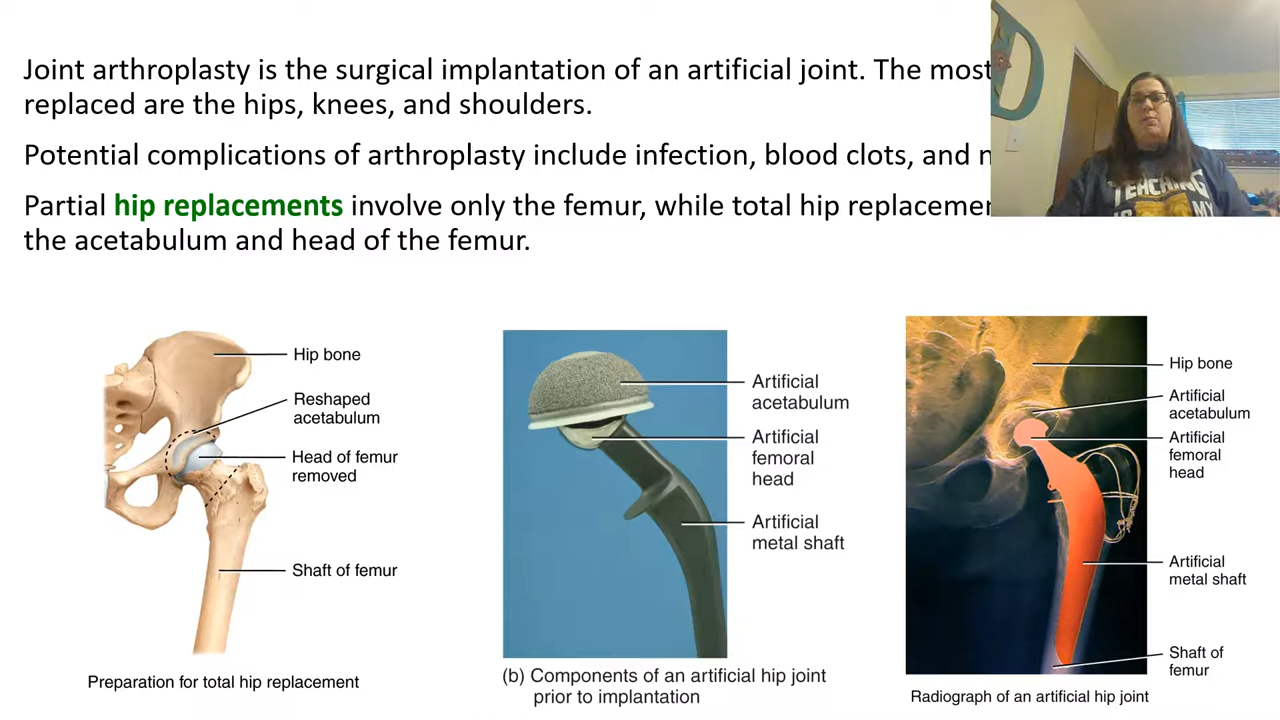 Joint arthroplasty is the surgical implantation of an artificial joint. The most
replaced are the hips, knees, and shoulders.
Potential complications of arthroplasty include infection, blood clots, and
Partial hip replacements involve only the femur, while total hip
the acetabulum and head of the femur.
TEACHING
IS
MY
Hip bone
Reshaped
acetabulum
Head of femur
removed
Shaft of femur
Preparation for total hip replacement
Artificial
acetabulum
Artificial
femoral
head
Artificial
metal shaft
(b) Components of an artificial hip joint
prior to implantation
Hip bone
Artificial
acetabulum
Artificial
femoral
head
Artificial
metal shaft
Shaft of
femur
Radiograph of an artificial hip joint